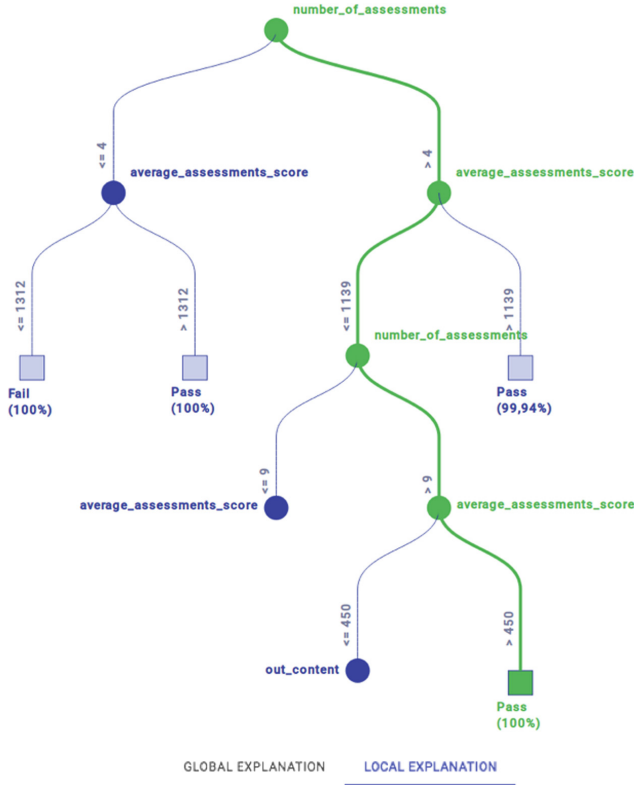 number_of_assessments
<= 4
> 4
average_assessments_score
average_assessments_score
<= 1312
> 1312
<= 1139
> 1139
number_of_assessments
Fail
(100%)
Pass
(100%)
Pass
(99,94%)
<= 9
> 9
average_assessments_score
average_assessments_score
<= 450
> 450
out_content
Pass
(100%)
GLOBAL EXPLANATION
LOCAL EXPLANATION